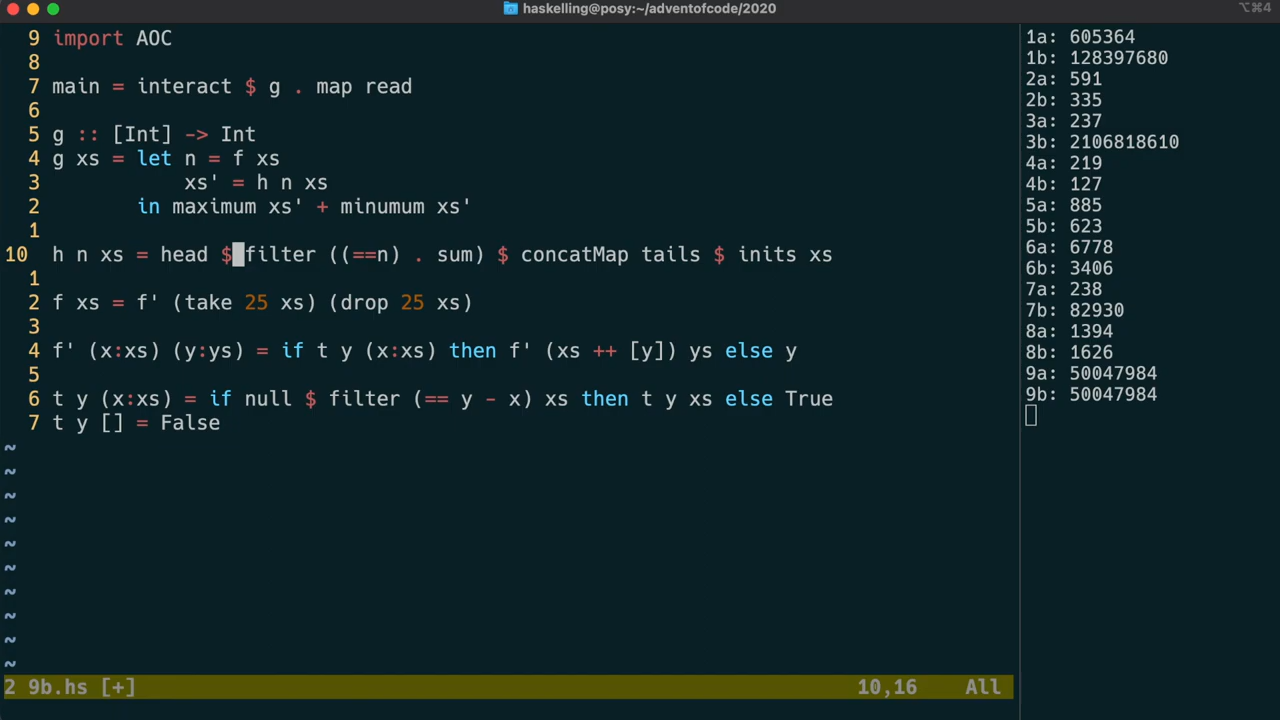 haskelling@posy:~/adventofcode/2020
⌥⌘4
9 import AOC
8
7 main = interact $ g . map read
6
5 g :: [Int] -> Int
4 g xs = let n = f xs
3            xs' = h n xs
2        in maximum xs' + minumum xs'
1
10 h n xs = head $ filter ((==n) . sum) $ concatMap tails $ inits xs
1
2 f xs = f' (take 25 xs) (drop 25 xs)
3
4 f' (x:xs) (y:ys) = if t y (x:xs) then f' (xs ++ [y]) ys else y
5
6 t y (x:xs) = if null $ filter (== y - x) xs then t y xs else True
7 t y [] = False
~
~
~
~
~
~
~
~
~
~
2 9b.hs [+] 10,16 All
1a: 605364
1b: 128397680
2a: 591
2b: 335
3a: 237
3b: 2106818610
4a: 219
4b: 127
5a: 885
5b: 623
6a: 6778
6b: 3406
7a: 238
7b: 82930
8a: 1394
8b: 1626
9a: 50047984
9b: 50047984